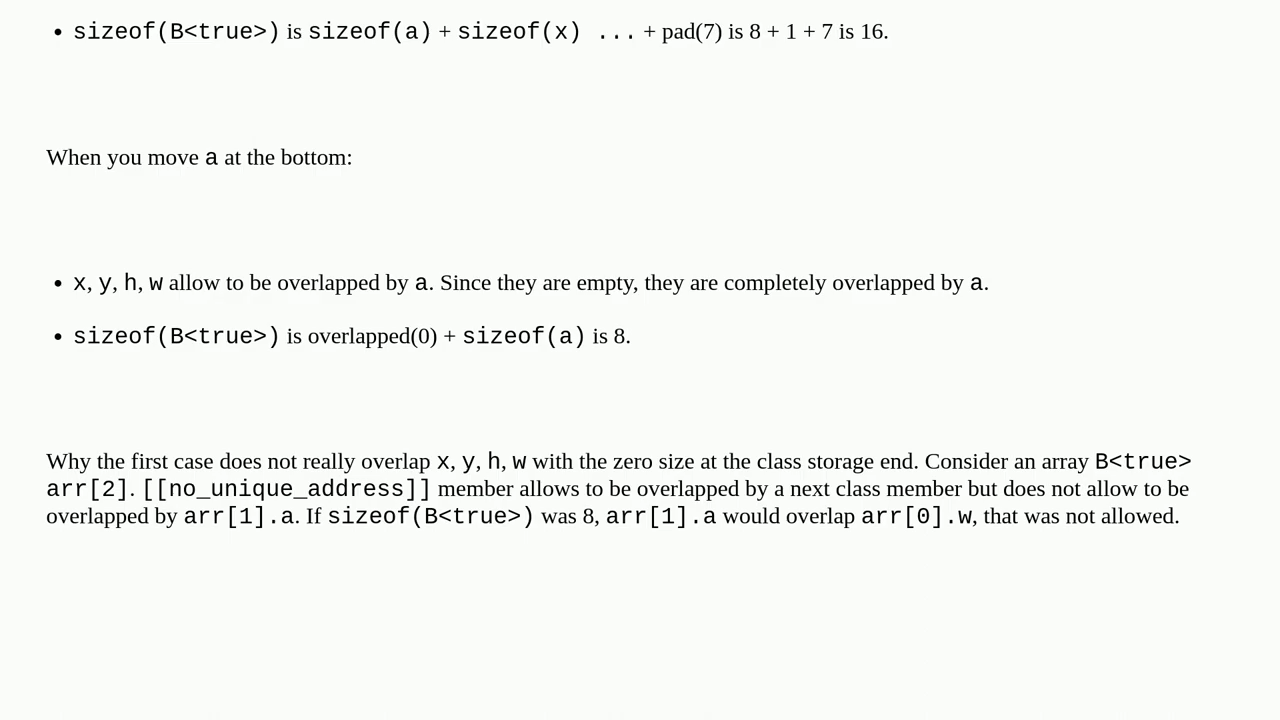 • sizeof(B<true>) is sizeof(a) + sizeof(x) ... + pad(7) is 8 + 1 + 7 is 16.
When you move a at the bottom:
• x, y, h, w allow to be overlapped by a. Since they are empty, they are completely overlapped by a.
• sizeof(B<true>) is overlapped(0) + sizeof(a) is 8.
Why the first case does not really overlap x, y, h, w with the zero size at the class storage end. Consider an array B<true>
arr[2]. [[no_unique_address]] member allows to be overlapped by a next class member but does not allow to be
overlapped by arr[1].a. If sizeof(B<true>) was 8, arr[1].a would overlap arr[0].w, that was not allowed.